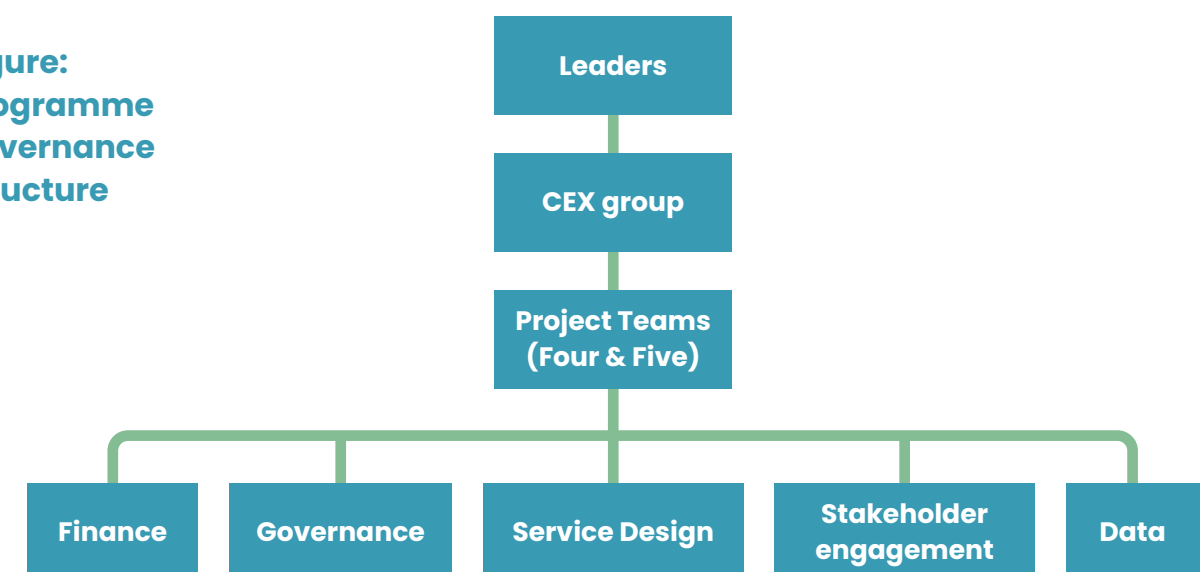 gure:
ogramme
vernance
ucture
Leaders
CEX group
Project Teams
(Four & Five)
Finance
Governance
Service Design
Stakeholder
engagement
Data